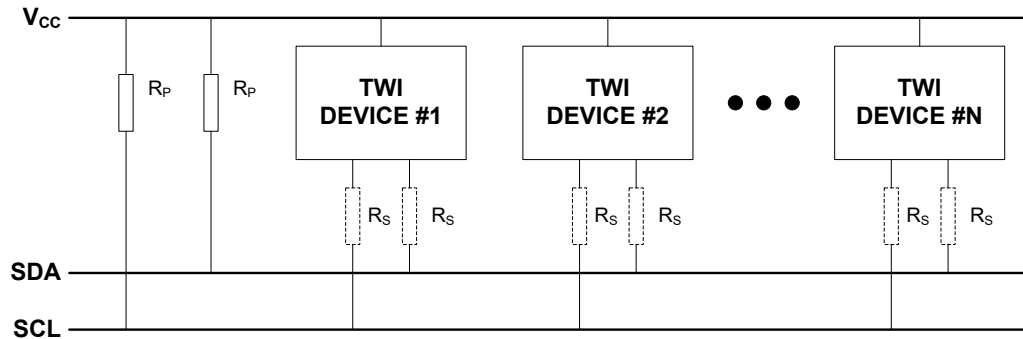 VCC
RP
RP
TWI
DEVICE #1
TWI
DEVICE #2
TWI
DEVICE #N
RS
RS
RS
RS
RS
RS
SDA
SCL